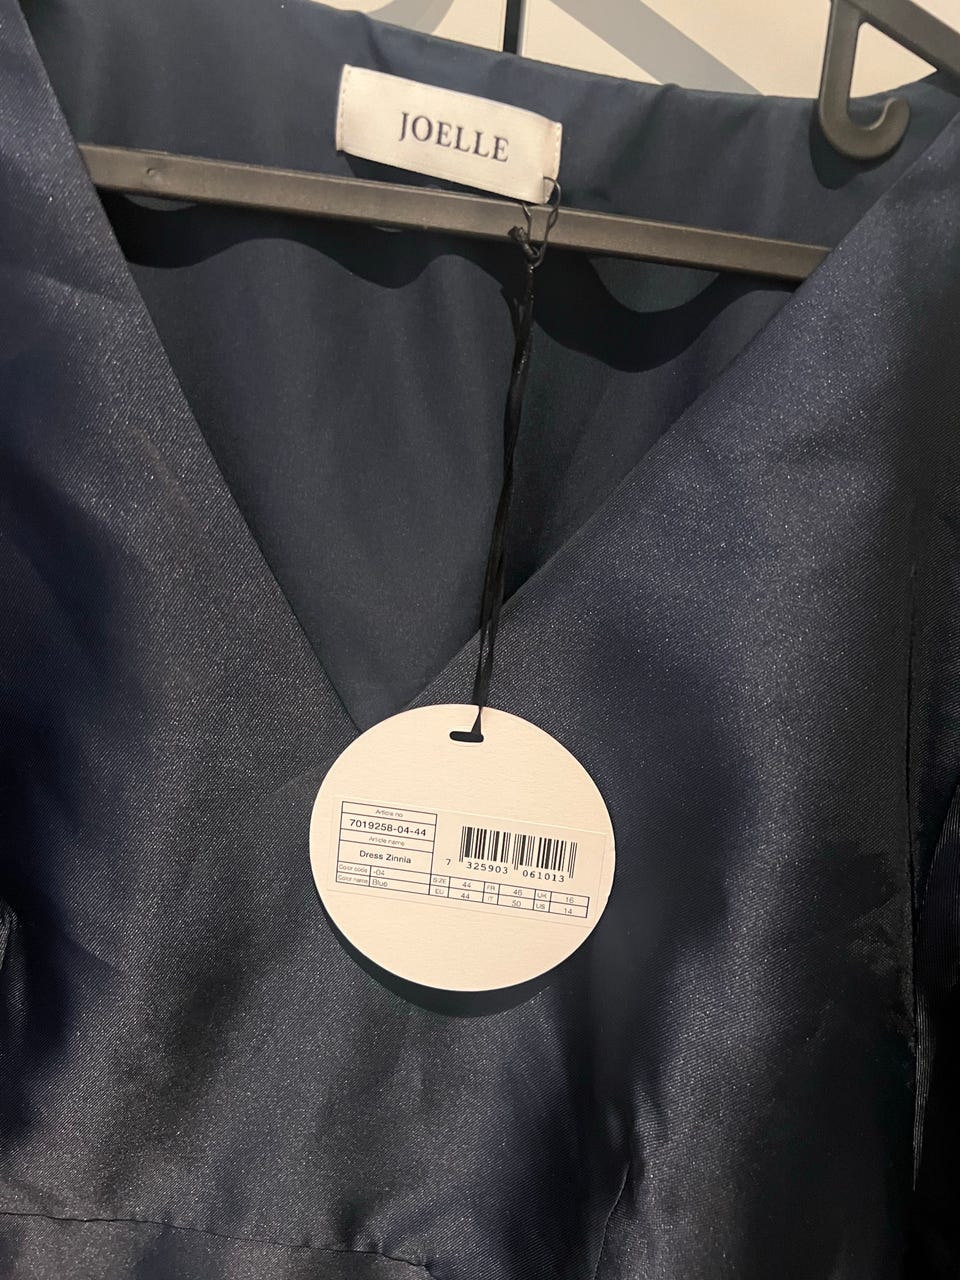 JOELLE
Article no
701925B-04-44
Article name
Dress Zinnia
Color code -04
Color name Blue
7 325903 061013
SIZE 44 FR 46 UK 16
EU 44 IT 50 US 14